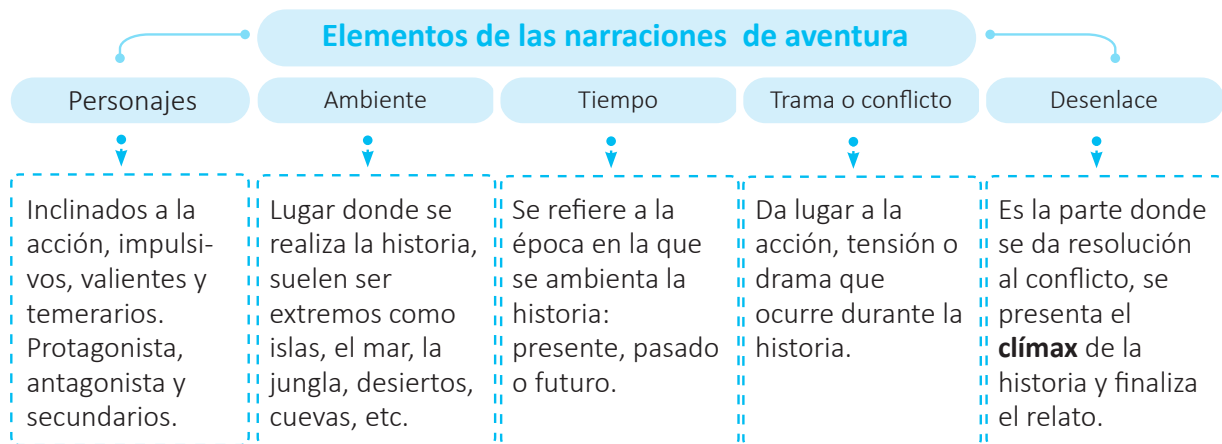 Elementos de las narraciones de aventura
Personajes
Ambiente
Tiempo
Trama o conflicto
Desenlace
Inclinados a la
acción, impulsi-
vos, valientes y
temerarios.
Protagonista,
antagonista y
secundarios.
Lugar donde se
realiza la historia,
suelen ser
extremos como
islas, el mar, la
jungla, desiertos,
cuevas, etc.
Se refiere a la
época en la que
se ambienta la
historia:
presente, pasado
o futuro.
Da lugar a la
acción, tensión o
drama que
ocurre durante la
historia.
Es la parte donde
se da resolución
al conflicto, se
presenta el
clímax de la
historia y finaliza
el relato.